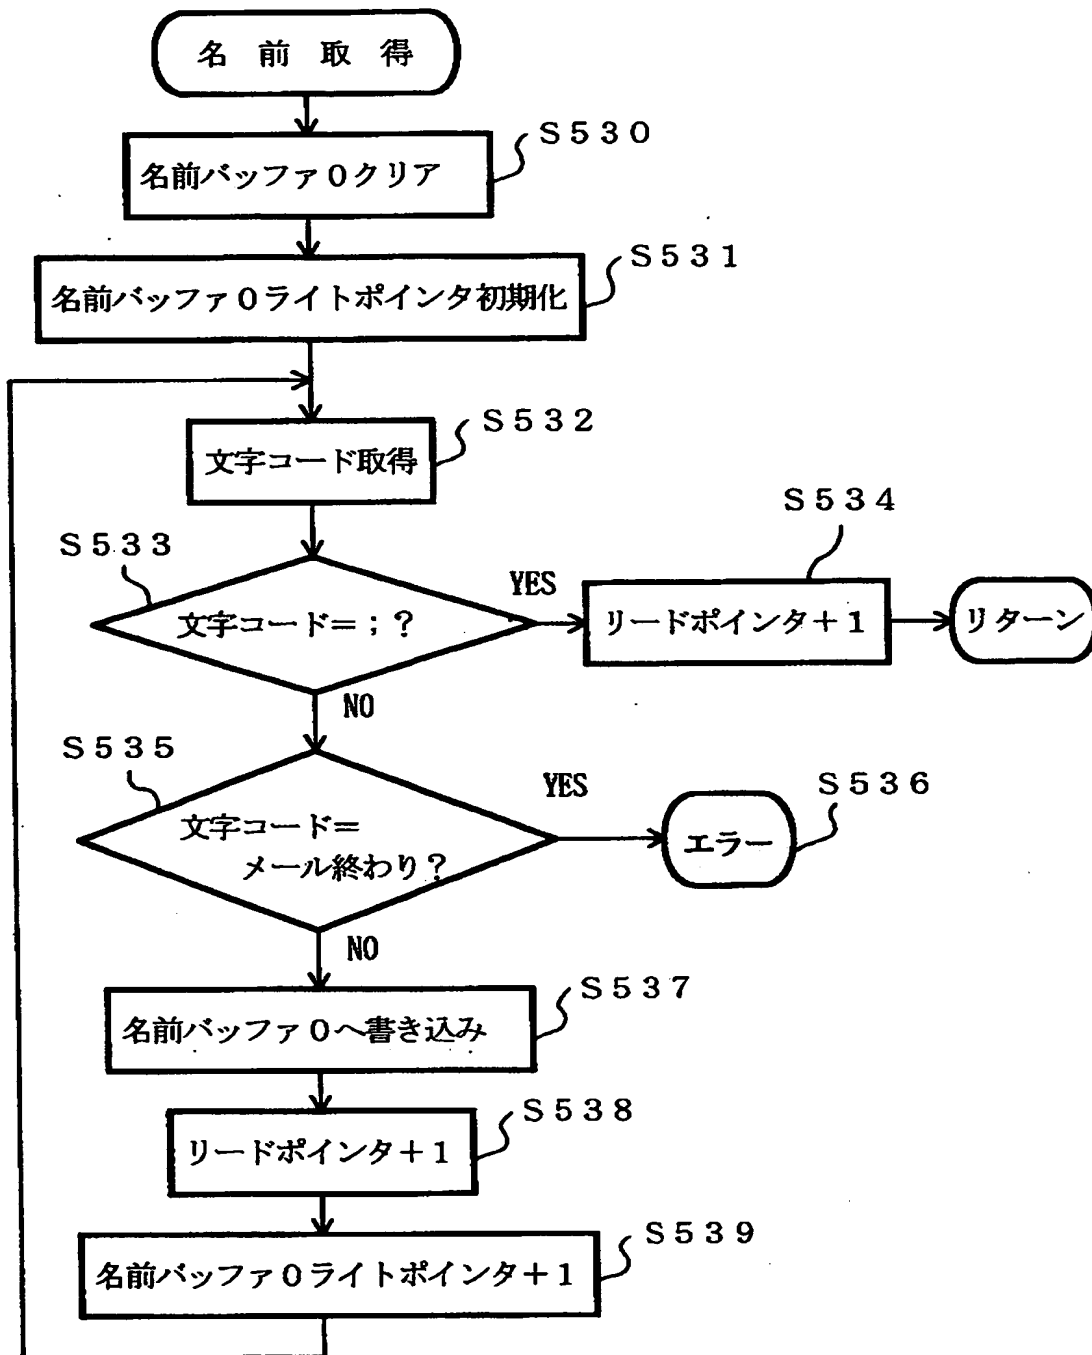 名前取得
S530
名前バッファ0クリア
S531
名前バッファ0ライトポインタ初期化
S532
文字コード取得
S533
文字コード=;?
YES
S534
リードポインタ+1
リターン
NO
S535
文字コード=
メール終わり?
YES
S536
エラー
NO
S537
名前バッファ0へ書き込み
S538
リードポインタ+1
S539
名前バッファ0ライトポインタ+1